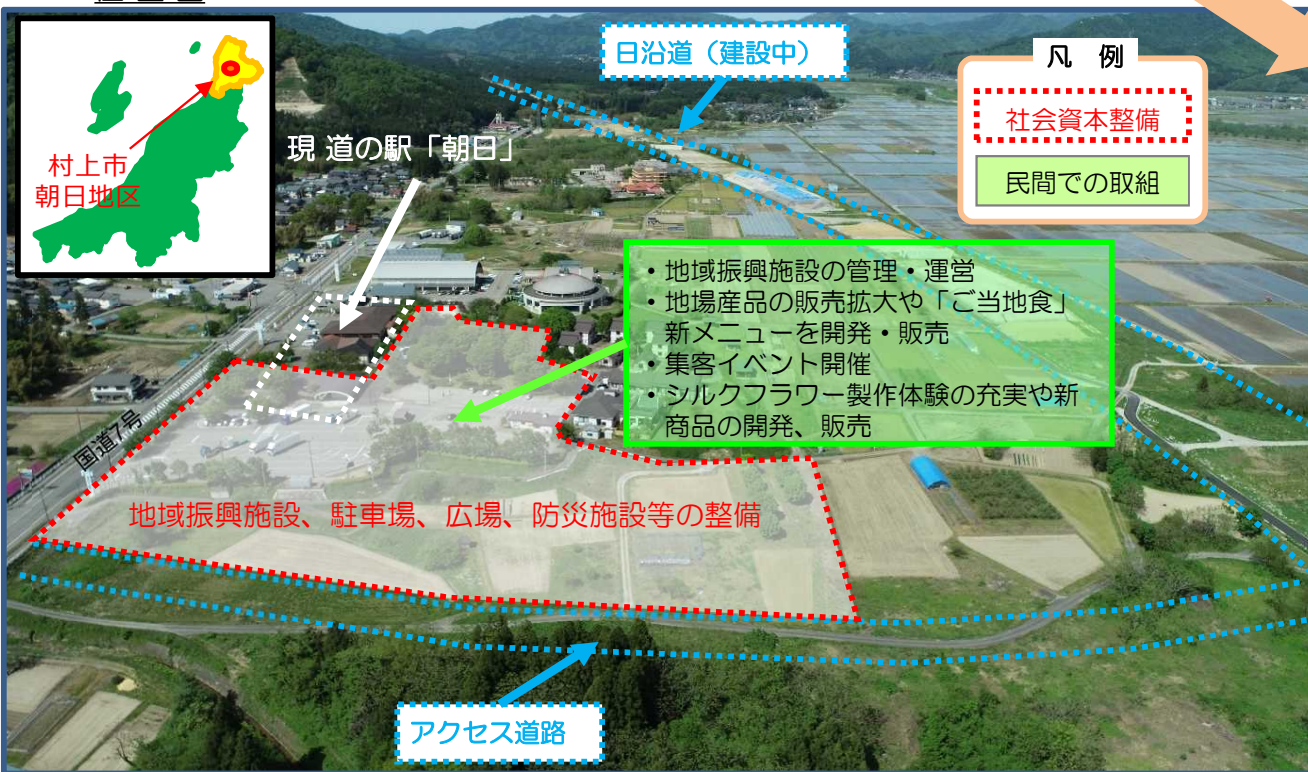 日沿道（建設中）
凡 例
社会資本整備
民間での取組
村上市
朝日地区
現 道の駅「朝日」
・地域振興施設の管理・運営
・地場産品の販売拡大や「ご当地食」
新メニューを開発・販売
・集客イベント開催
・シルクフラワー製作体験の充実や新
商品の開発、販売
国道7号
地域振興施設、駐車場、広場、防災施設等の整備
アクセス道路